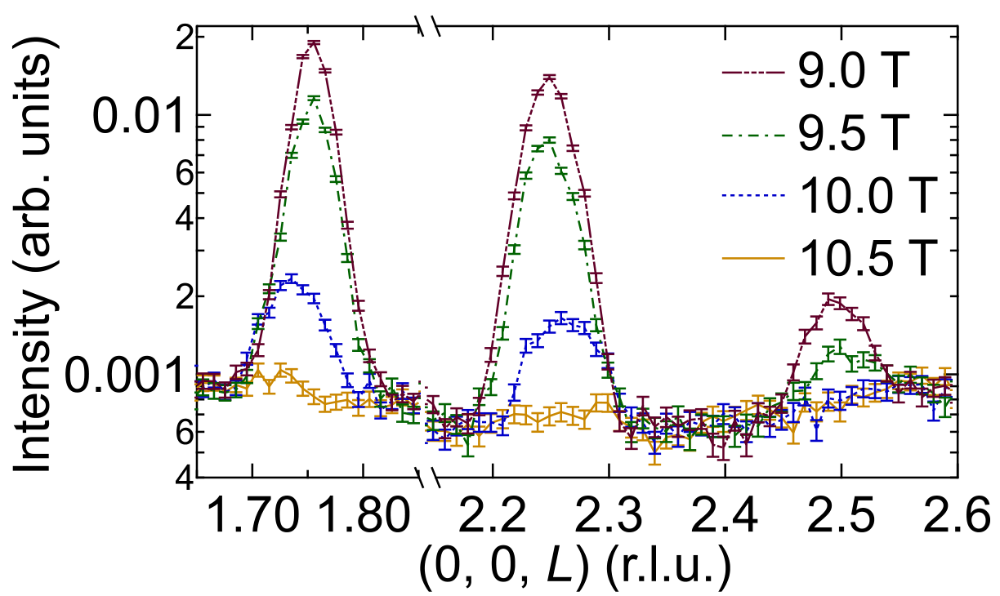 Intensity (arb. units)
2
0.01
6
4
2
0.001
6
4
9.0 T
9.5 T
10.0 T
10.5 T
1.70 1.80 2.2 2.3 2.4 2.5 2.6
(0, 0, L) (r.l.u.)